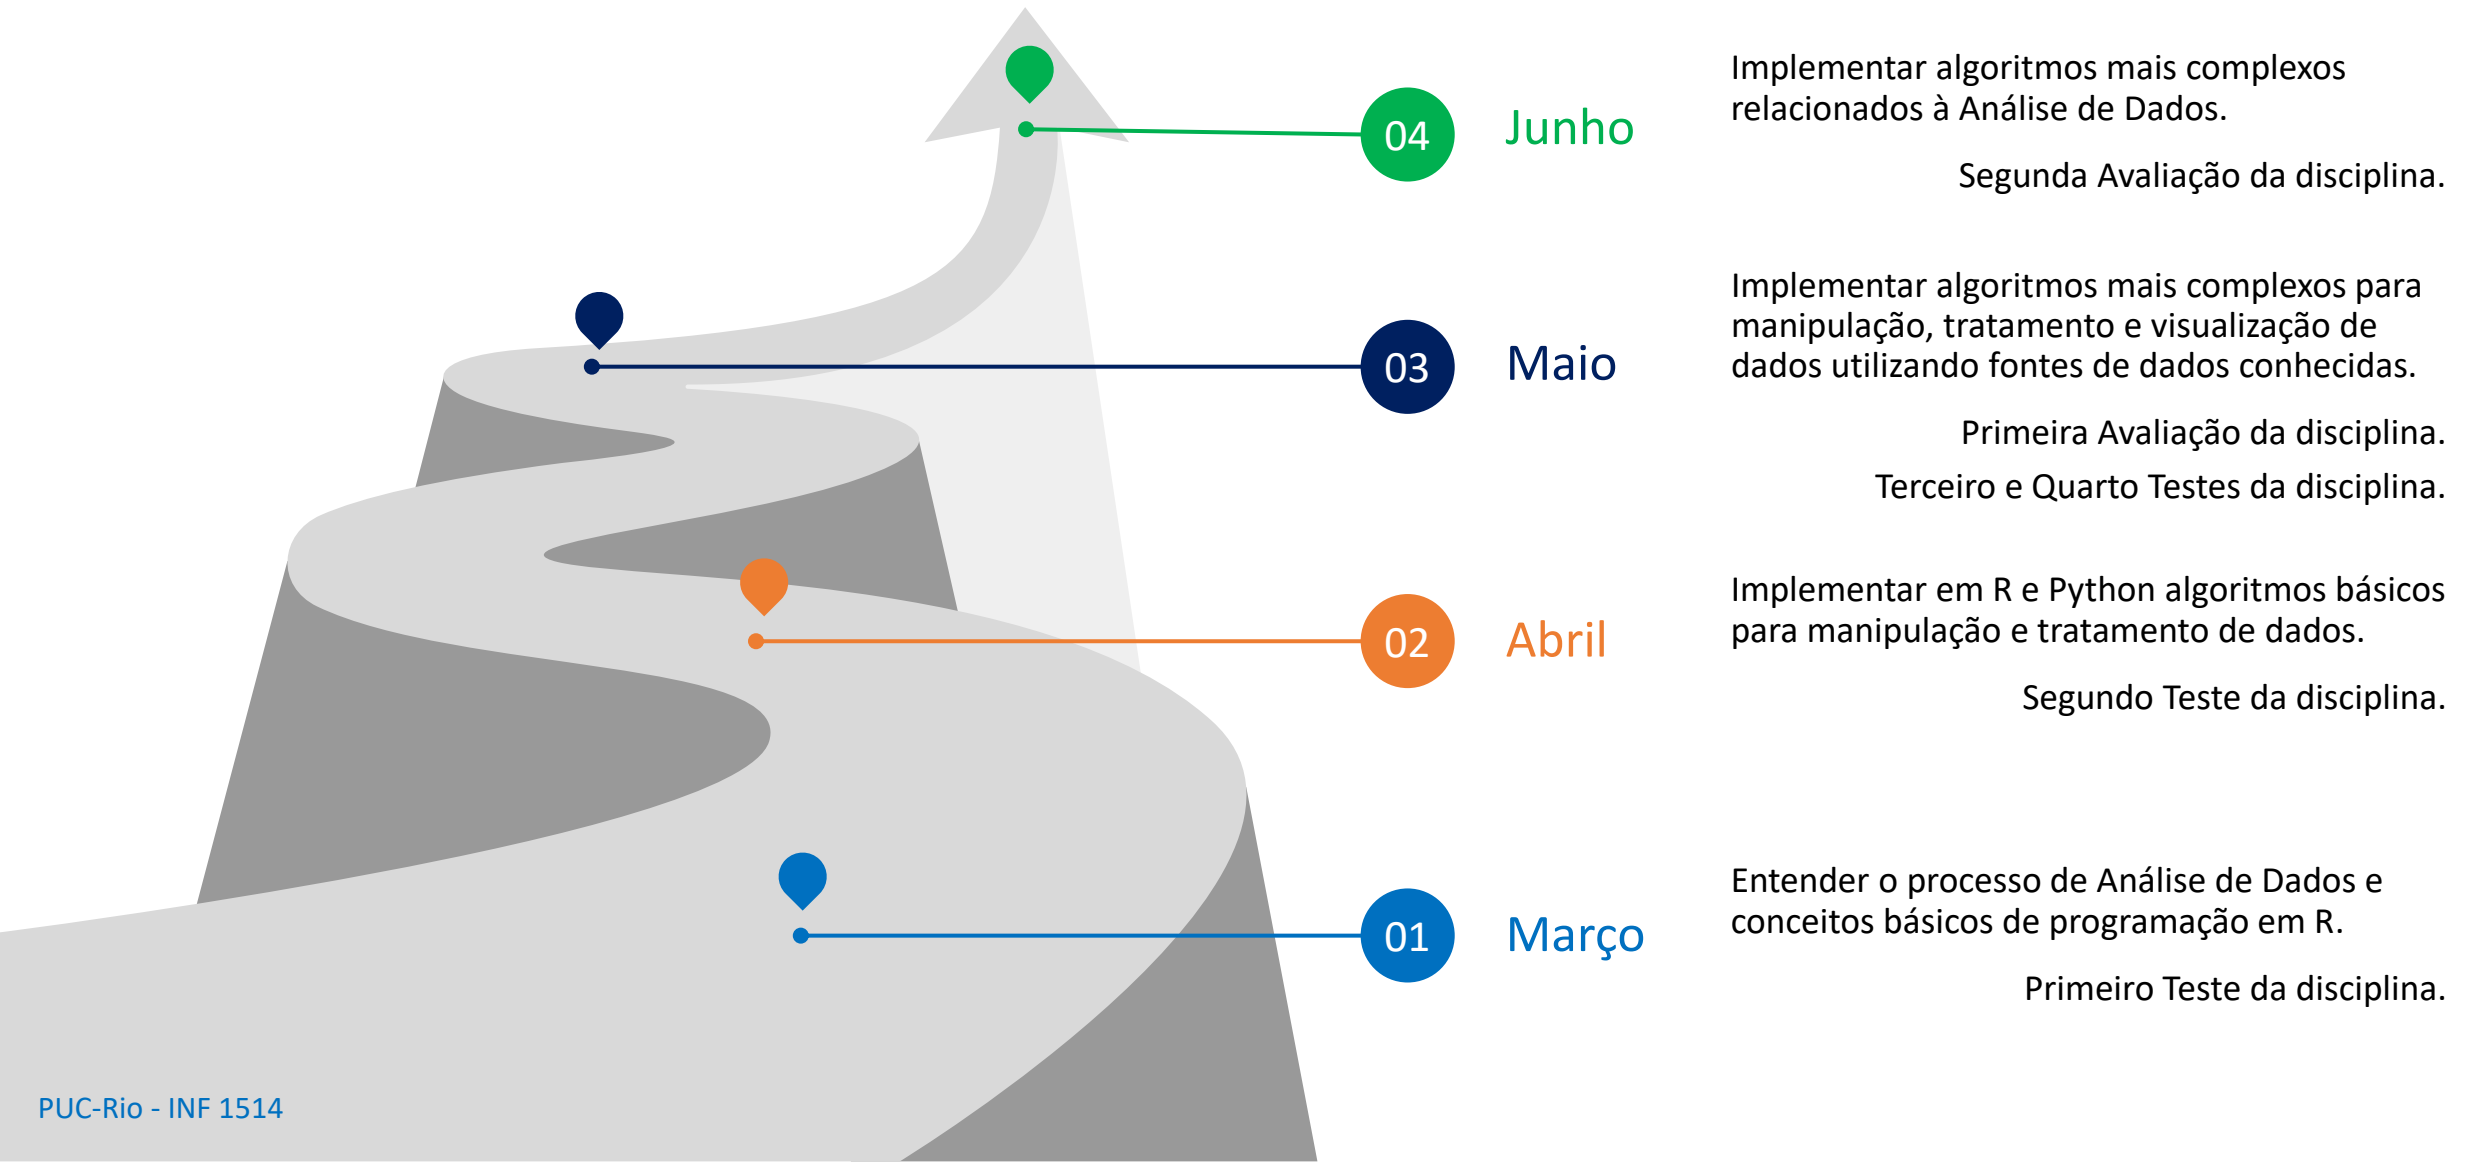 04
Junho
Implementar algoritmos mais complexos
relacionados à Análise de Dados.
Segunda Avaliação da disciplina.
03
Maio
Implementar algoritmos mais complexos para
manipulação, tratamento e visualização de
dados utilizando fontes de dados conhecidas.
Primeira Avaliação da disciplina.
Terceiro e Quarto Testes da disciplina.
02
Abril
Implementar em R e Python algoritmos básicos
para manipulação e tratamento de dados.
Segundo Teste da disciplina.
01
Março
Entender o processo de Análise de Dados e
conceitos básicos de programação em R.
Primeiro Teste da disciplina.
PUC-Rio - INF 1514